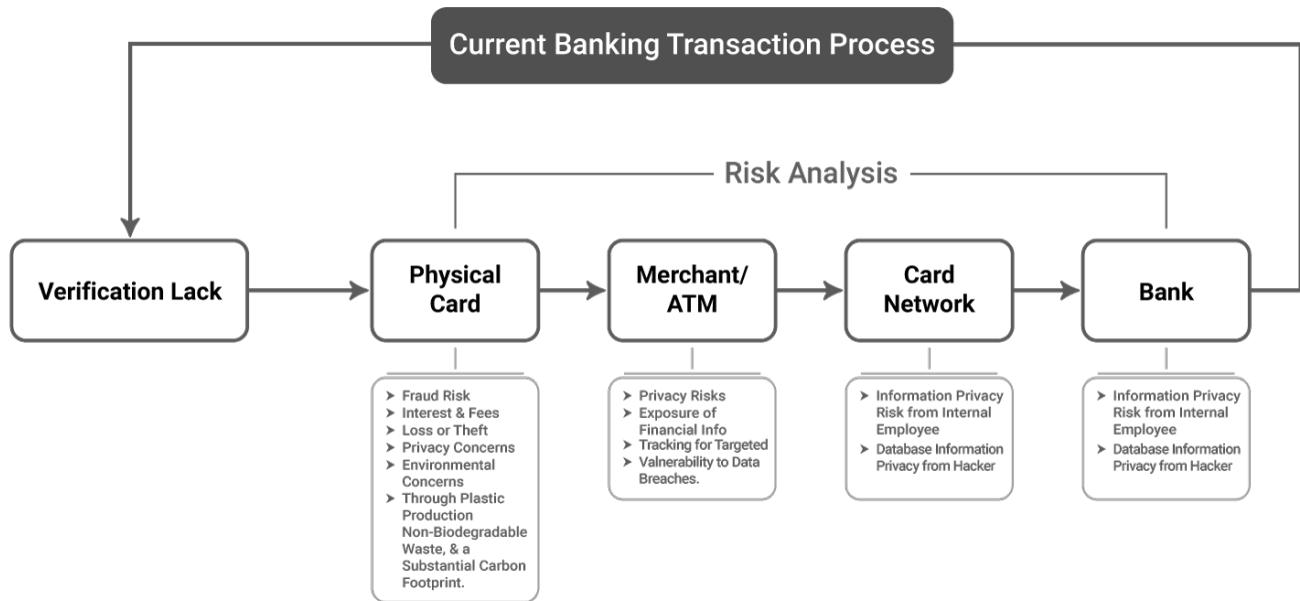 Current Banking Transaction Process
Risk Analysis
Verification Lack
Physical
Card
Merchant/
ATM
Card
Network
Bank
➤ Fraud Risk
➤ Interest & Fees
➤ Loss or Theft
➤ Privacy Concerns
➤ Environmental
Concerns
➤ Through Plastic
Production
Non-Biodegradable
Waste, & a
Substantial Carbon
Footprint.
➤ Privacy Risks
➤ Exposure of
Financial Info
➤ Tracking for Targeted
➤ Valnerability to Data
Breaches.
➤ Information Privacy
Risk from Internal
Employee
➤ Database Information
Privacy from Hacker
➤ Information Privacy
Risk from Internal
Employee
➤ Database Information
Privacy from Hacker